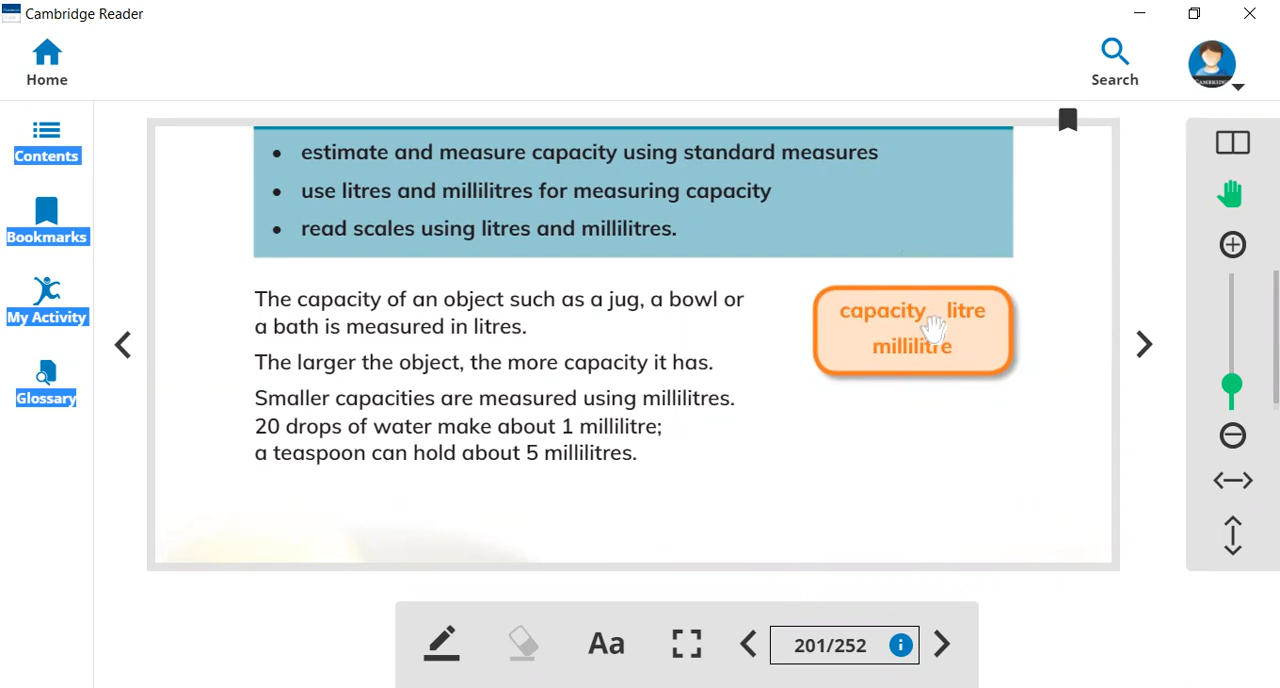 Cambridge Reader
Home
Search
Contents
Bookmarks
My Activity
Glossary
• estimate and measure capacity using standard measures
• use litres and millilitres for measuring capacity
• read scales using litres and millilitres.
The capacity of an object such as a jug, a bowl or
a bath is measured in litres.
The larger the object, the more capacity it has.
Smaller capacities are measured using millilitres.
20 drops of water make about 1 millilitre;
a teaspoon can hold about 5 millilitres.
capacity litre
millilitre
Aa
201/252